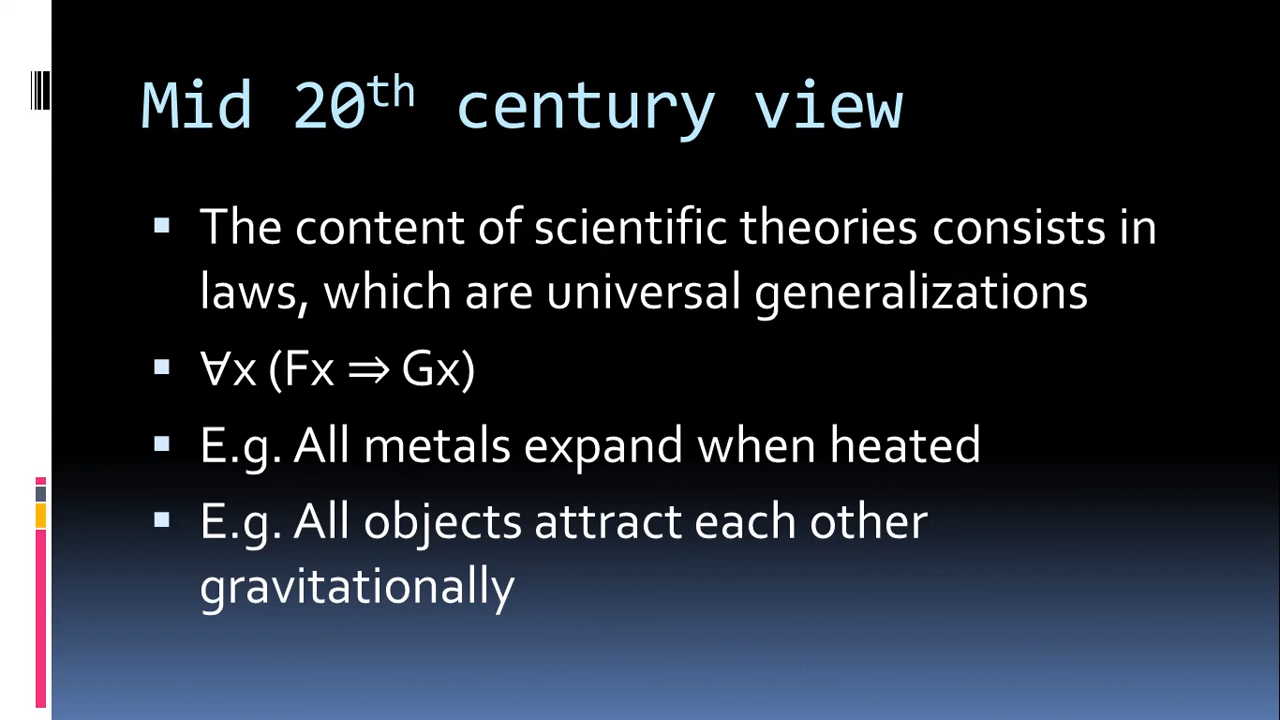 Mid 20th century view
▪ The content of scientific theories consists in
laws, which are universal generalizations
▪ ∀x (Fx ⇒ Gx)
▪ E.g. All metals expand when heated
▪ E.g. All objects attract each other
gravitationally